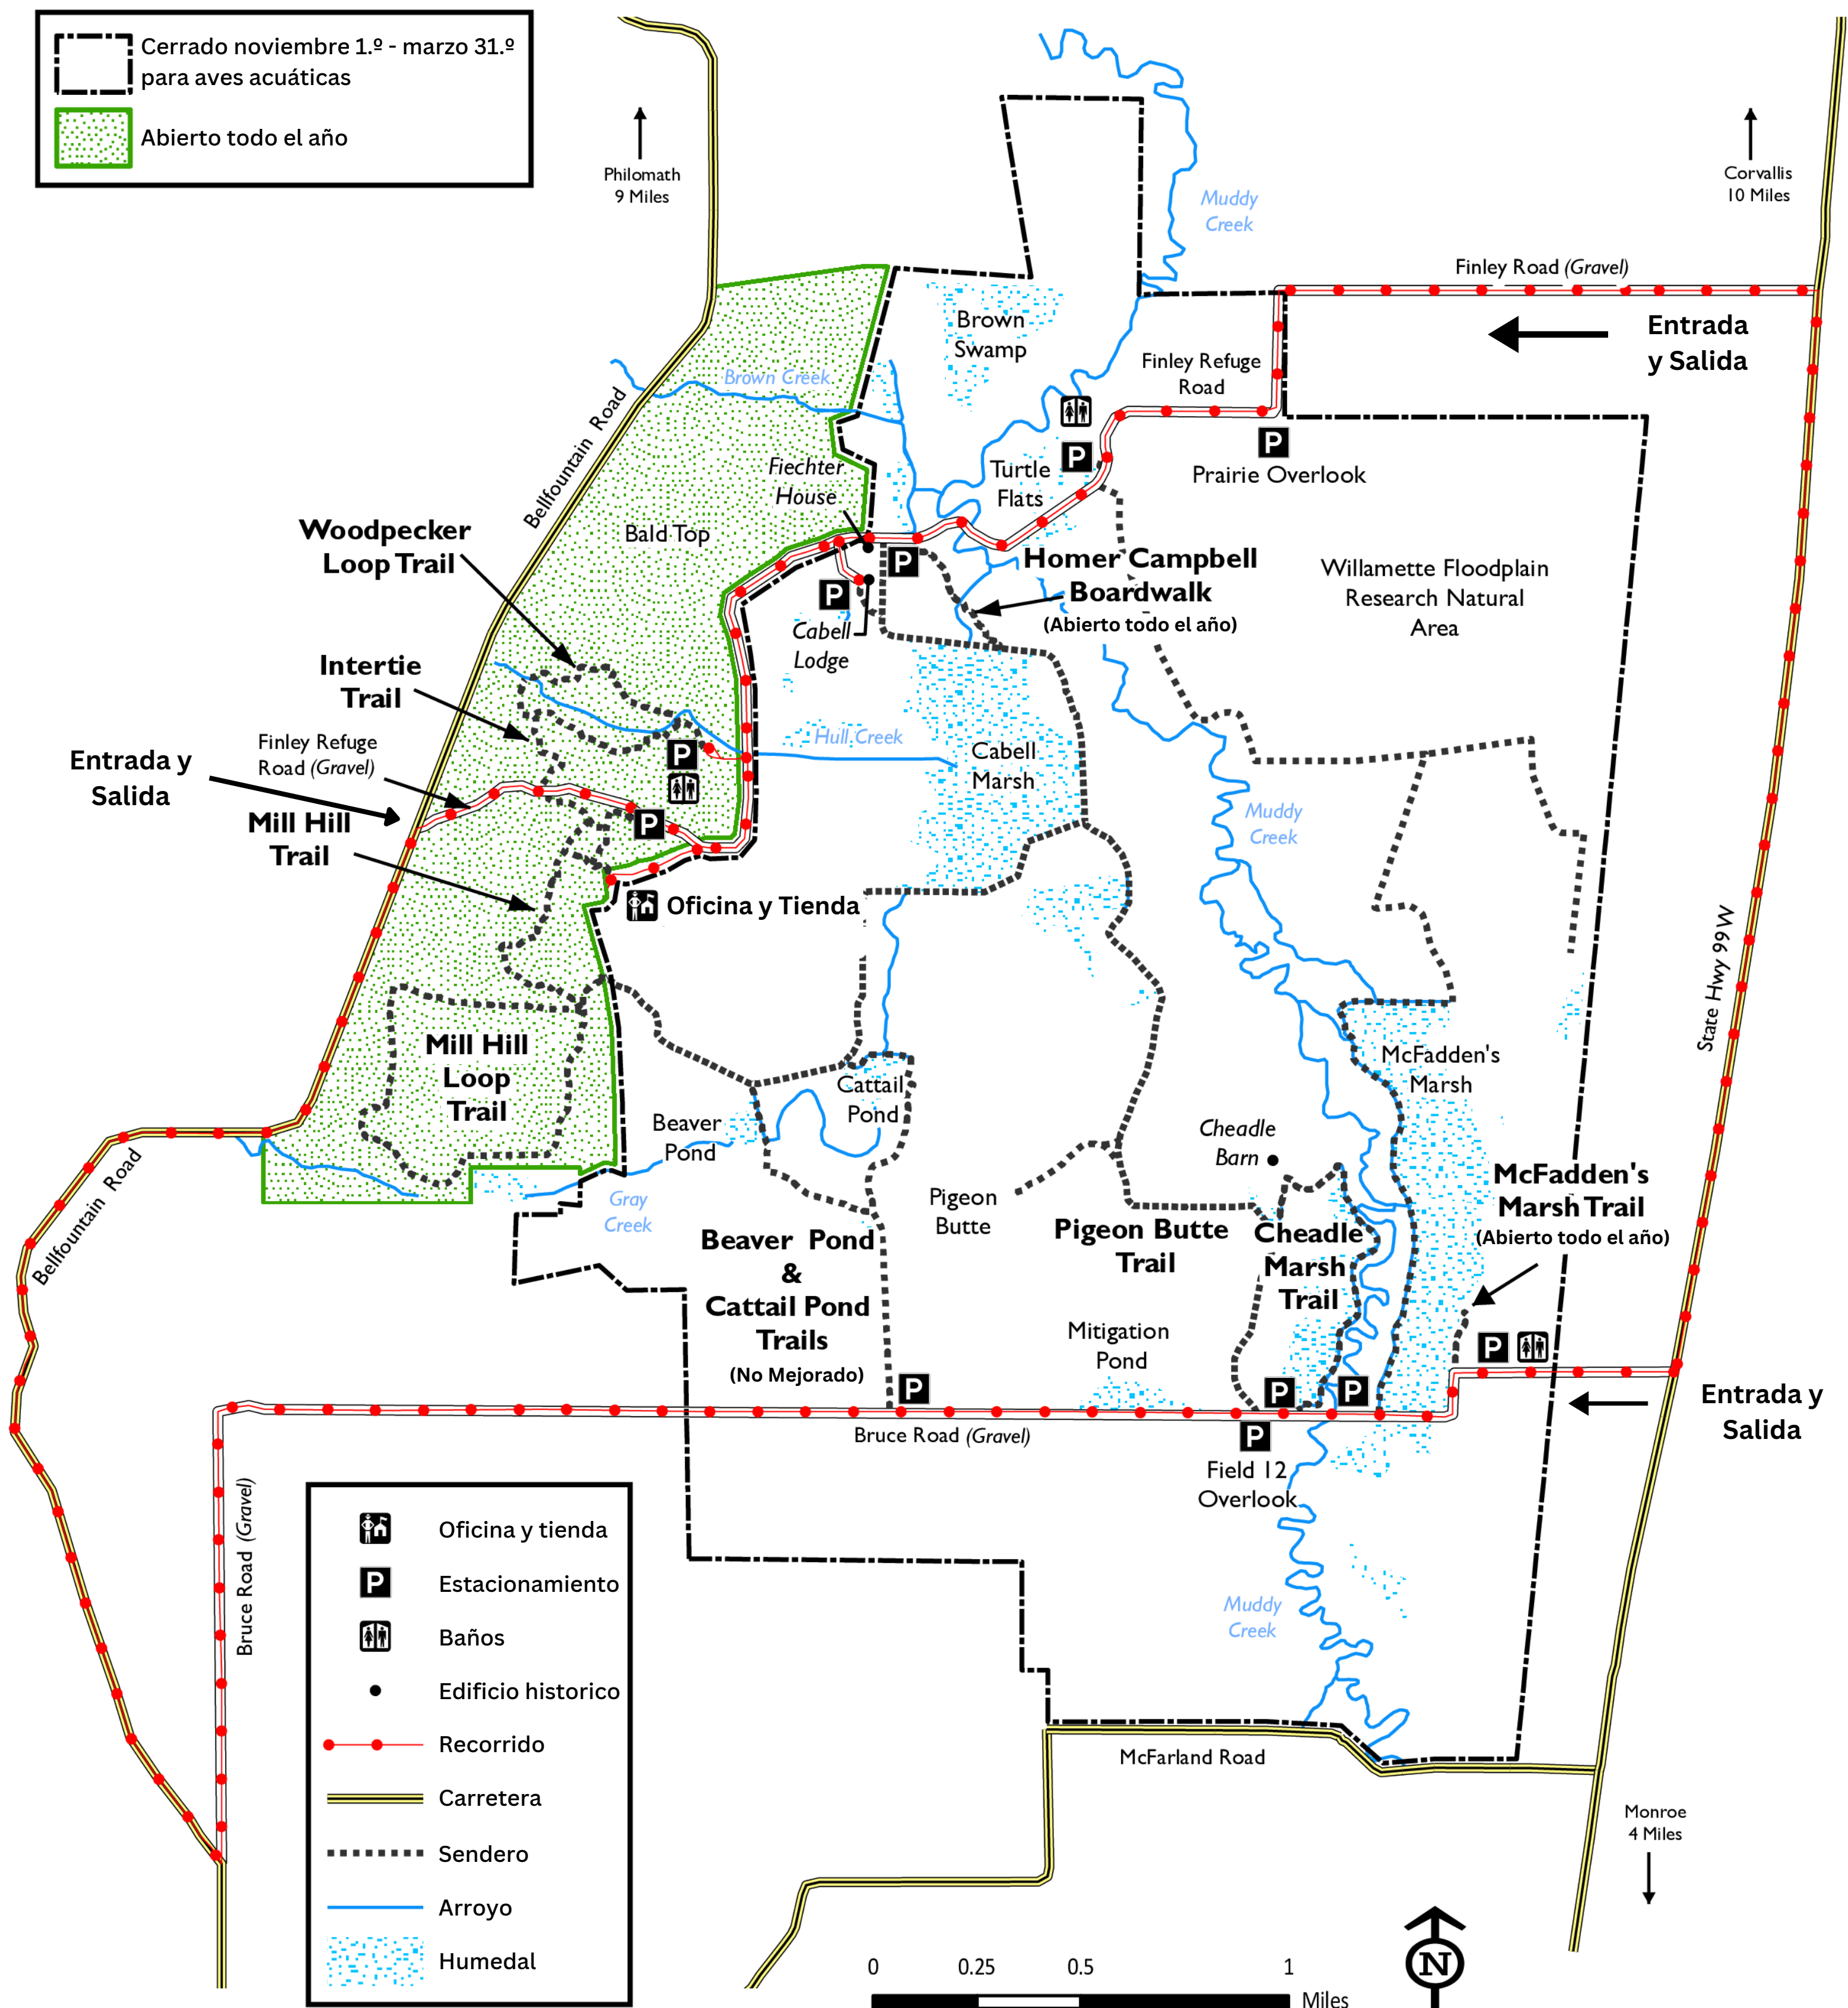 Cerrado noviembre 1.º - marzo 31.º
para aves acuáticas
Abierto todo el año
Philomath
9 Miles
Corvallis
10 Miles
Muddy
Creek
Finley Road (Gravel)
Entrada
y Salida
Brown
Swamp
Finley Refuge
Road
Brown Creek
Bellfountain Road
Fiechter
House
Turtle
Flats
P
P
Prairie Overlook
Woodpecker
Loop Trail
Bald Top
P
Homer Campbell
Boardwalk
(Abierto todo el año)
Willamette Floodplain
Research Natural
Area
P
Cabell
Lodge
Intertie
Trail
Finley Refuge
Road (Gravel)
Entrada y
Salida
P
Hull Creek
Cabell
Marsh
Mill Hill
Trail
P
Muddy
Creek
Oficina y Tienda
State Hwy 99W
Mill Hill
Loop
Trail
Cattail
Pond
McFadden's
Marsh
Beaver
Pond
Cheadle
Barn
Bellfountain Road
Gray
Creek
Pigeon
Butte
McFadden's
Marsh Trail
(Abierto todo el año)
Beaver Pond
&
Cattail Pond
Trails
(No Mejorado)
Pigeon Butte
Trail
Cheadle
Marsh
Trail
Mitigation
Pond
P
P
P
P
Entrada y
Salida
Bruce Road (Gravel)
P
Field 12
Overlook
Bruce Road (Gravel)
Muddy
Creek
McFarland Road
Monroe
4 Miles
Oficina y tienda
P
Estacionamiento
Baños
Edificio historico
Recorrido
Carretera
Sendero
Arroyo
Humedal
0 0.25 0.5 1
Miles
N